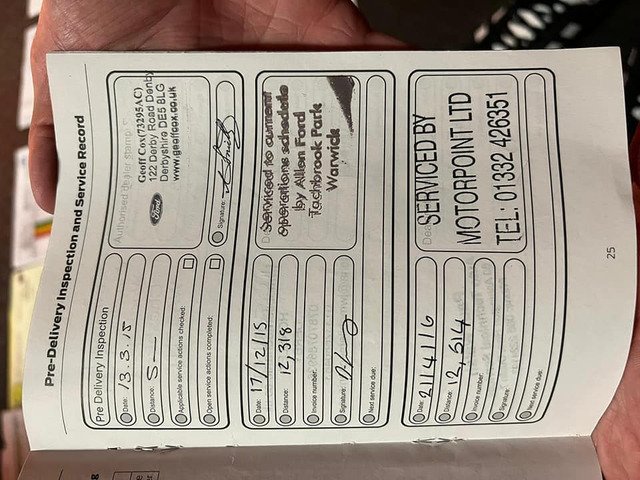 Pre-Delivery Inspection and Service Record
Pre Delivery Inspection
Date: 13.3.15
Distance: 5
Applicable service actions checked:
Open service actions completed:
Authorised dealer stamp
Geoff Cox(73295AC)
122 Derby Road Denby
Derbyshire DE5 8LG
www.geoffcox.co.uk
Ford
Signature:
Date: 17/12/15
Distance: 12,318
Invoice number:
Signature:
Next service due:
Serviced to current
operations schedule
by Allen Ford
Tachbrook Park
Warwick
Date: 21/4/16
Distance: 12,514
Invoice number:
Signature:
Next service due:
SERVICED BY
MOTORPOINT LTD
TEL: 01332 426351
25